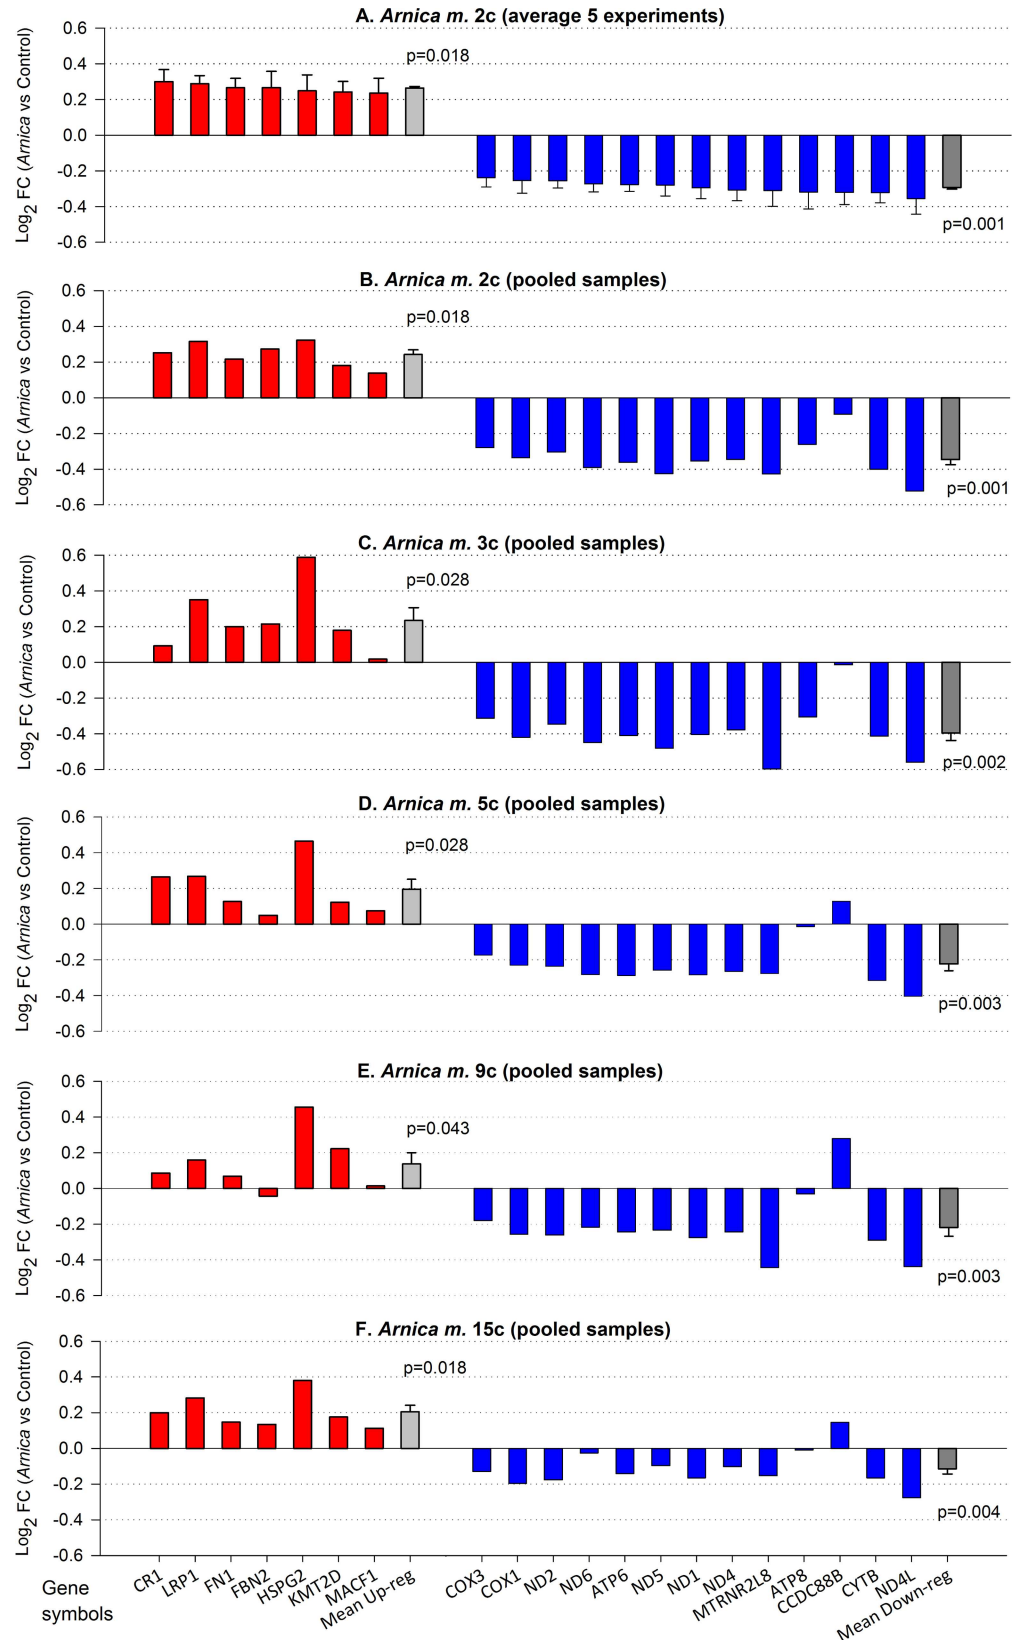 A. Arnica m. 2c (average 5 experiments)
Log2 FC (Arnica vs Control)
0.6
0.4
0.2
0.0
-0.2
-0.4
-0.6
p=0.018
p=0.001
B. Arnica m. 2c (pooled samples)
Log2 FC (Arnica vs Control)
0.6
0.4
0.2
0.0
-0.2
-0.4
-0.6
p=0.018
p=0.001
C. Arnica m. 3c (pooled samples)
Log2 FC (Arnica vs Control)
0.6
0.4
0.2
0.0
-0.2
-0.4
-0.6
p=0.028
p=0.002
D. Arnica m. 5c (pooled samples)
Log2 FC (Arnica vs Control)
0.6
0.4
0.2
0.0
-0.2
-0.4
-0.6
p=0.028
p=0.003
E. Arnica m. 9c (pooled samples)
Log2 FC (Arnica vs Control)
0.6
0.4
0.2
0.0
-0.2
-0.4
-0.6
p=0.043
p=0.003
F. Arnica m. 15c (pooled samples)
Log2 FC (Arnica vs Control)
0.6
0.4
0.2
0.0
-0.2
-0.4
-0.6
p=0.018
p=0.004
Gene
symbols
CR1
LRP1
FN1
FBN2
HSPG2
KMT2D
MACF1
Mean Up-reg
COX3
COX1
ND2
ND6
ATP6
ND5
ND1
ND4
MTRNR2L8
ATP8
CCDC88B
CYTB
ND4L
Mean Down-reg